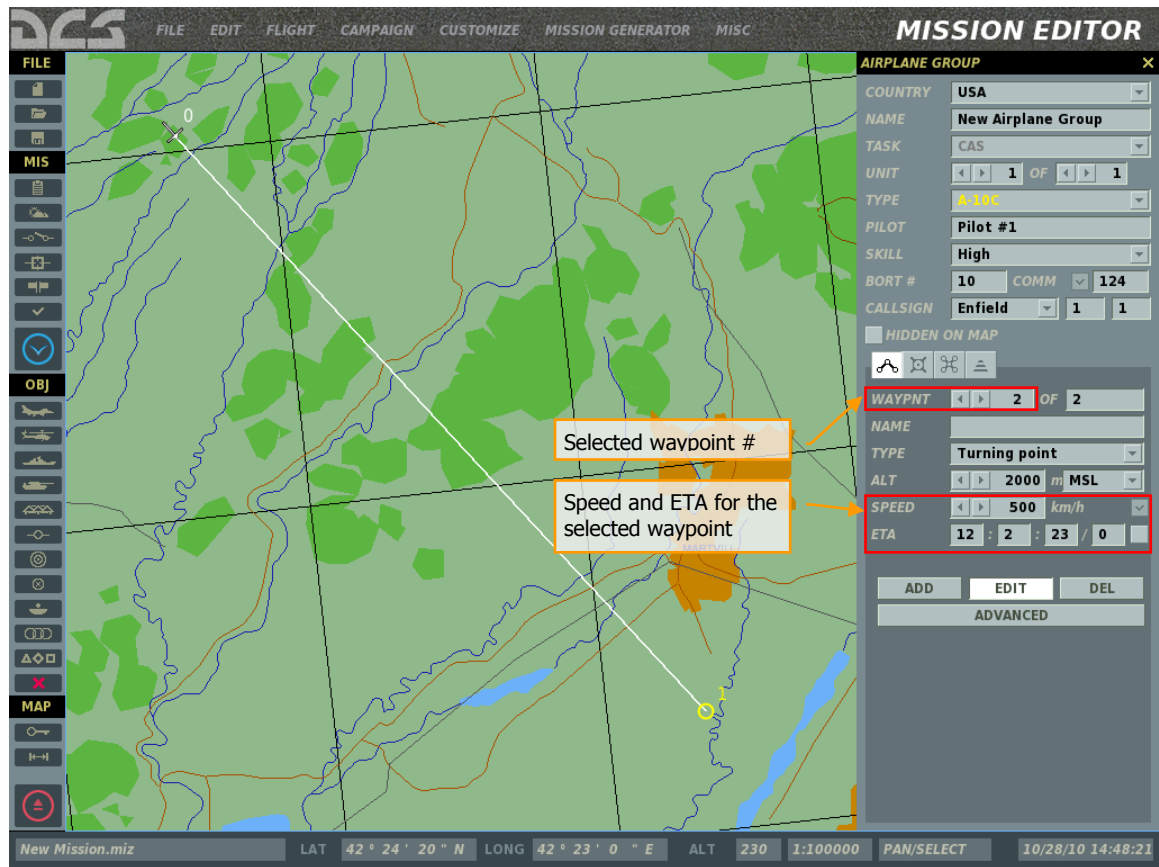 DCS FILE EDIT FLIGHT CAMPAIGN CUSTOMIZE MISSION GENERATOR MISC MISSION EDITOR
FILE
MIS
OBJ
MAP
0
1
Selected waypoint #
Speed and ETA for the
selected waypoint
AIRPLANE GROUP
COUNTRY USA
NAME New Airplane Group
TASK CAS
UNIT 1 OF 1
TYPE A-10C
PILOT Pilot #1
SKILL High
BORT # 10 COMM 124
CALLSIGN Enfield 1 1
HIDDEN ON MAP
WAYPNT 2 OF 2
NAME
TYPE Turning point
ALT 2000 m MSL
SPEED 500 km/h
ETA 12 : 2 : 23 / 0
ADD EDIT DEL
ADVANCED
New Mission.miz LAT 42 ° 24 ' 20 " N LONG 42 ° 23 ' 0 " E ALT 230 1:100000 PAN/SELECT 10/28/10 14:48:21